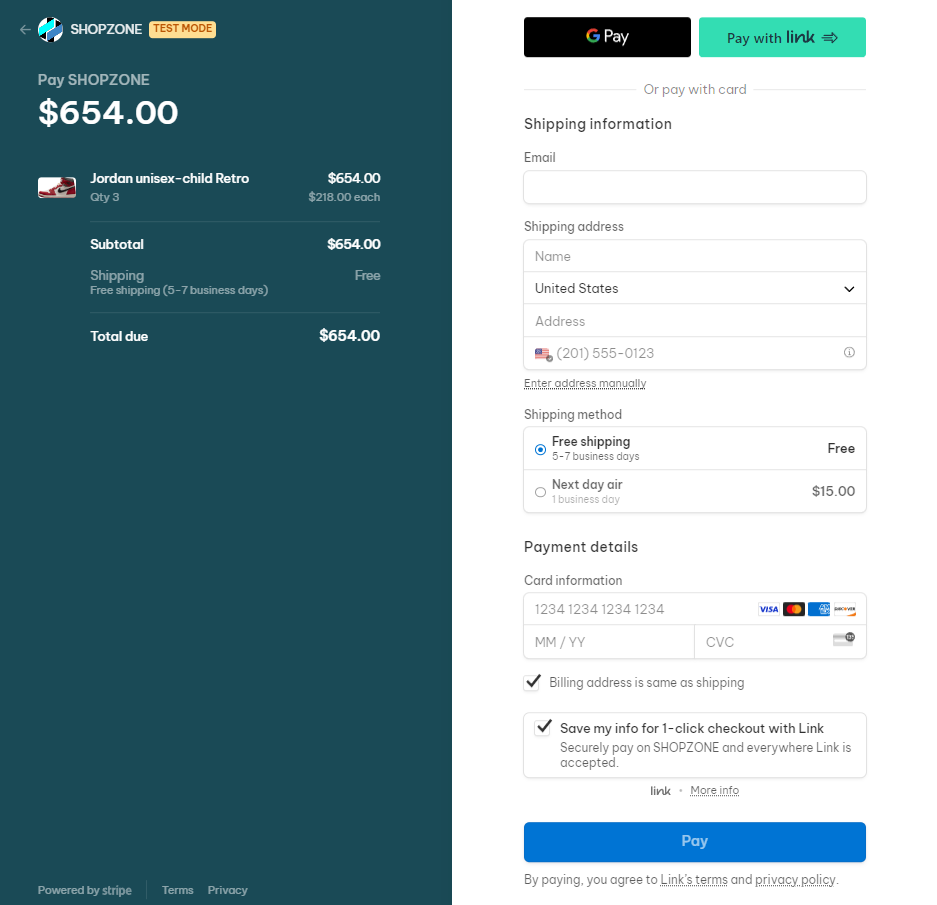 SHOPZONE TEST MODE
Pay SHOPZONE
$654.00
Jordan unisex-child Retro $654.00
Qty 3 $218.00 each
Subtotal $654.00
Shipping Free
Free shipping (5-7 business days)
Total due $654.00
Powered by stripe Terms Privacy
G Pay Pay with link
Or pay with card
Shipping information
Email
Shipping address
Name
United States
Address
(201) 555-0123
Enter address manually
Shipping method
Free shipping Free
5-7 business days
Next day air $15.00
1 business day
Payment details
Card information
1234 1234 1234 1234 VISA DISCOVER
MM / YY CVC
Billing address is same as shipping
Save my info for 1-click checkout with Link
Securely pay on SHOPZONE and everywhere Link is
accepted.
link • More info
Pay
By paying, you agree to Link's terms and privacy policy.